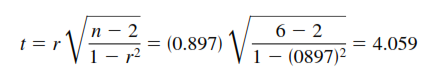 t = r √((n − 2)/(1 − r²)) = (0.897) √((6 − 2)/(1 − (0897)²)) = 4.059